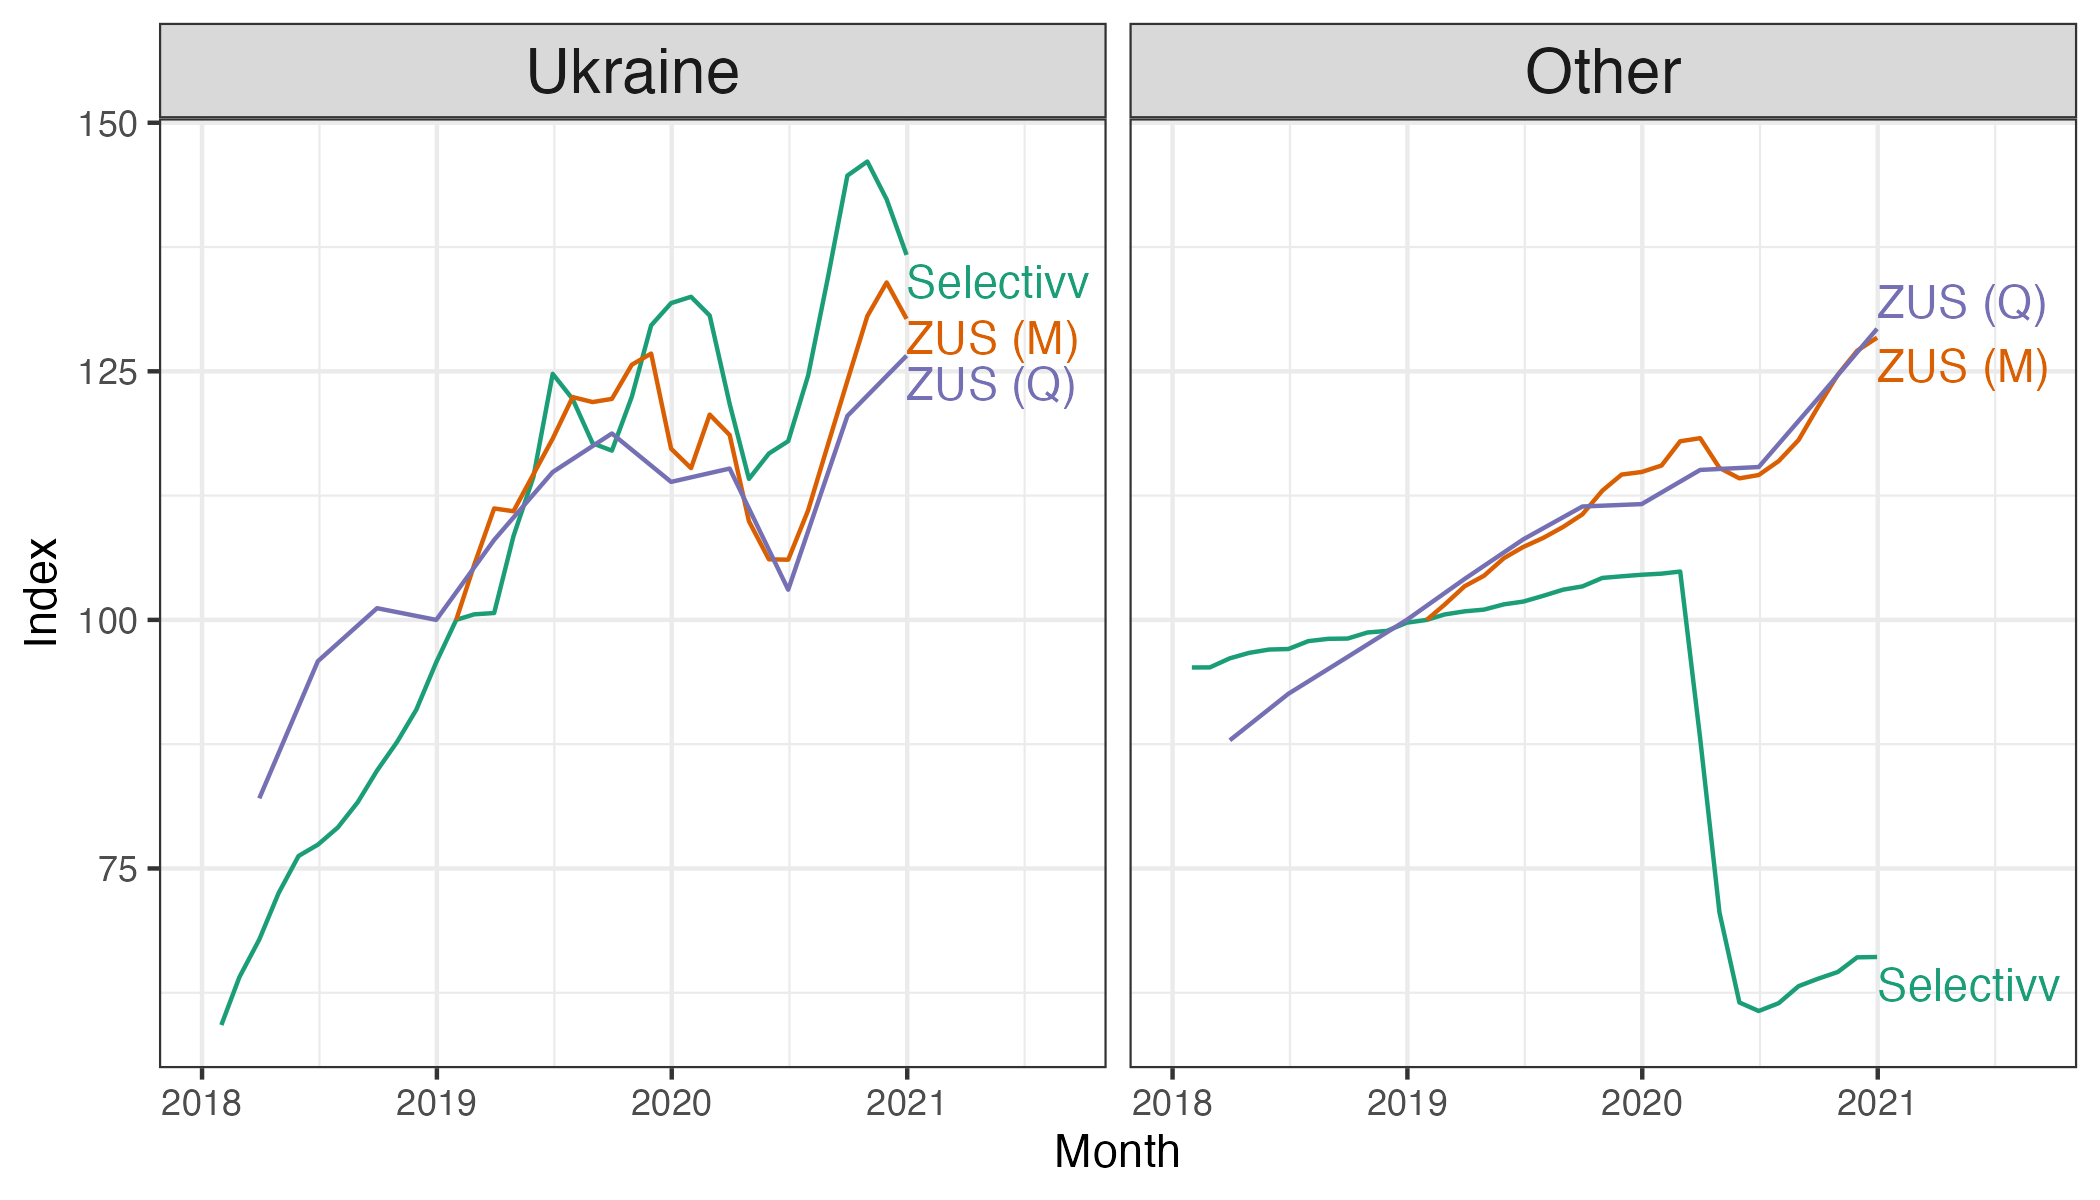 Ukraine
Other
150
125
100
75
Index
Selectivv
ZUS (M)
ZUS (Q)
ZUS (Q)
ZUS (M)
Selectivv
2018 2019 2020 2021
2018 2019 2020 2021
Month